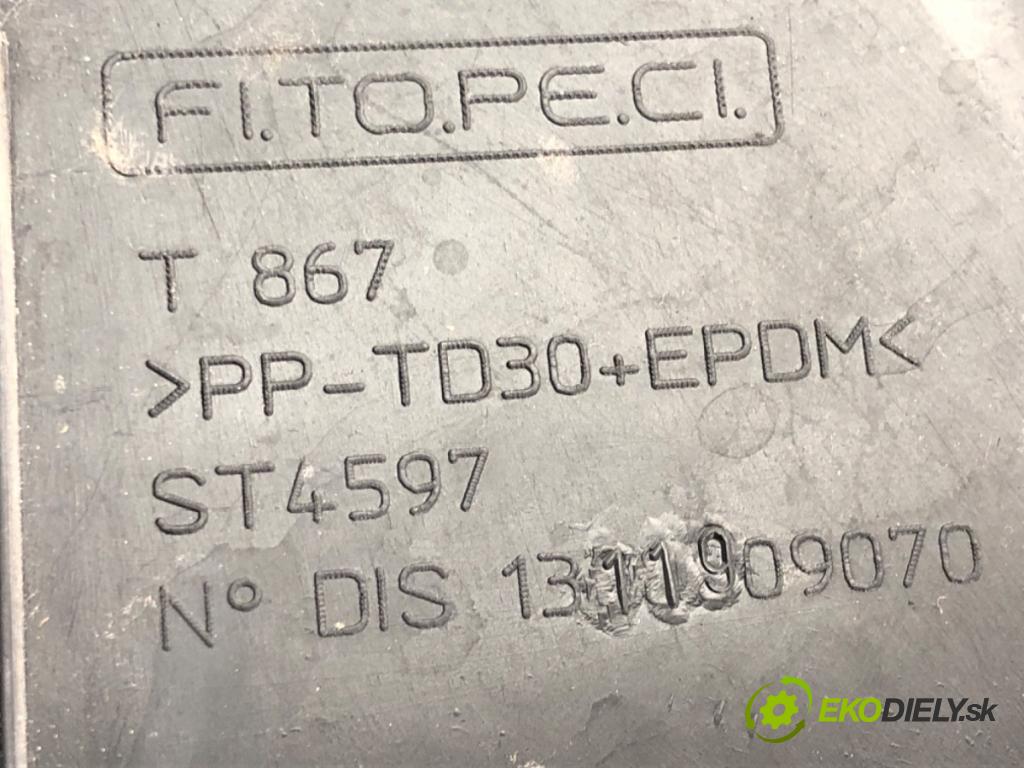 FI.TO.PE.CI.
T 867
>PP-TD30+EPDM<
ST4597
N° DIS 1311909070
EKODIELY.sk